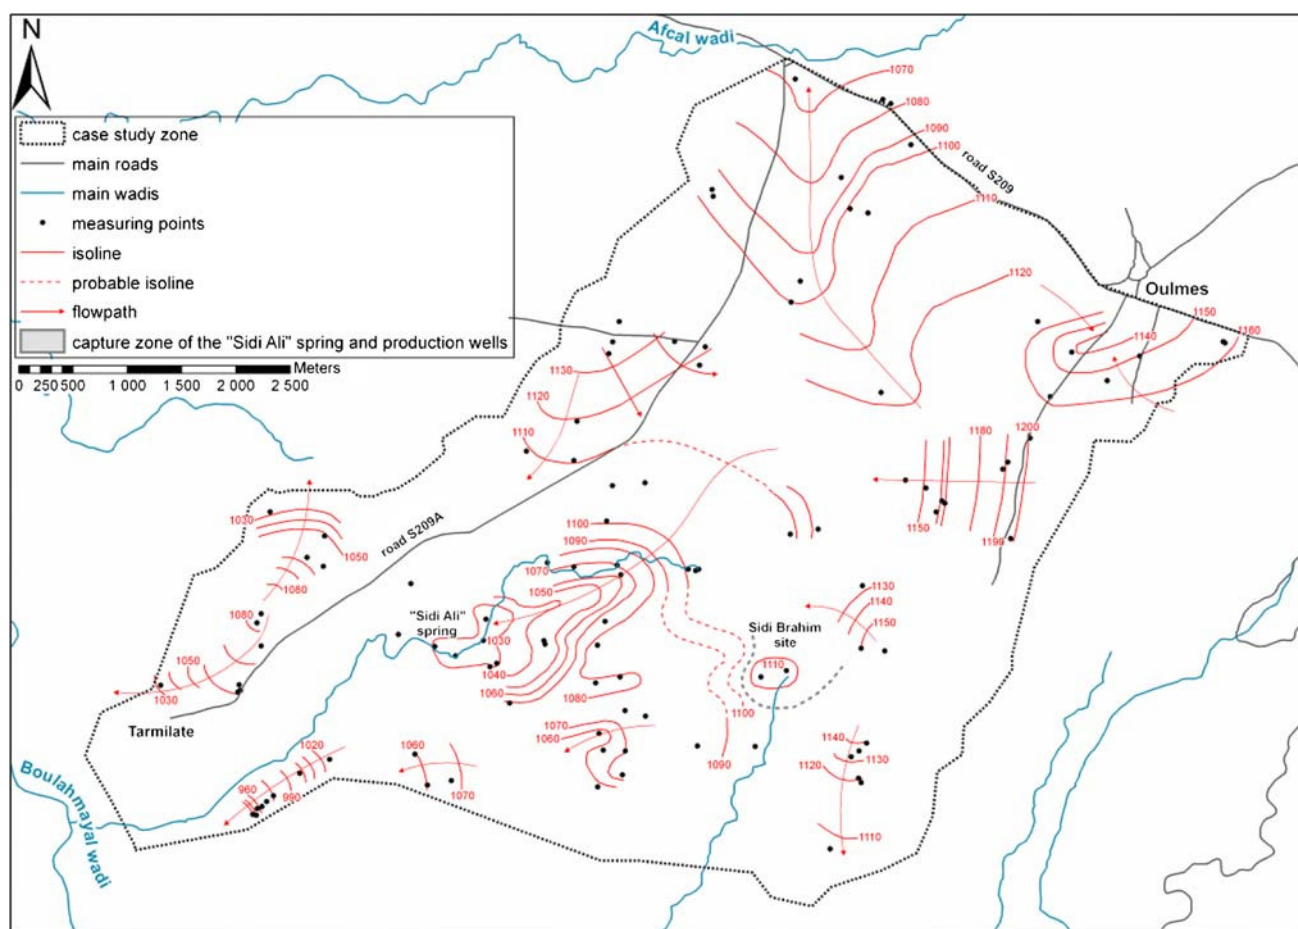 N
Afcal wadi
case study zone
main roads
main wadis
measuring points
isoline
probable isoline
flowpath
capture zone of the "Sidi Ali" spring and production wells
Meters
0 250 500 1 000 1 500 2 000 2 500
1070
1080
1090
1100
road S209
1110
1120
Oulmes
1150
1140
1160
1130
1120
1110
1200
1180
1150
1190
1030
1050
1080
road S209A
1100
1090
1070
1050
1080
"Sidi Ali"
spring
1030
1040
1060
1080
1130
1140
1150
Sidi Brahim
site
1110
1100
1050
1030
Tarmilate
1070
1060
1090
1140
1130
1120
1110
1020
960
990
1060
1070
Boulahmayal wadi